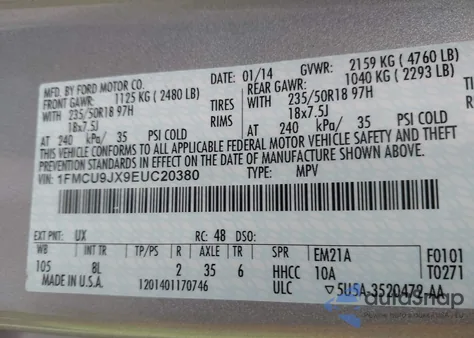 MFD. BY FORD MOTOR CO.
DATE: 01/14 GVWR: 2159 KG ( 4760 LB)
FRONT GAWR: 1125 KG ( 2480 LB) REAR GAWR: 1040 KG ( 2293 LB)
WITH 235/50R18 97H TIRES WITH 235/50R18 97H
18x7.5J RIMS 18x7.5J
AT 240 kPa/ 35 PSI COLD AT 240 kPa/ 35 PSI COLD
THIS VEHICLE CONFORMS TO ALL APPLICABLE FEDERAL MOTOR VEHICLE SAFETY AND THEFT
PREVENTION STANDARDS IN EFFECT ON THE DATE OF MANUFACTURE SHOWN ABOVE.
VIN: 1FMCU9JX9EUC20380 TYPE: MPV
EXT PNT: UX RC: 48 DSO: F0101
WB INT TR TP/PS R AXLE TR SPR EM21A T0271
105 8L 2 35 6 HHCC 10A
MADE IN U.S.A. 1201401170746 ULC ▽5U5A-3520472-AA
autosnap